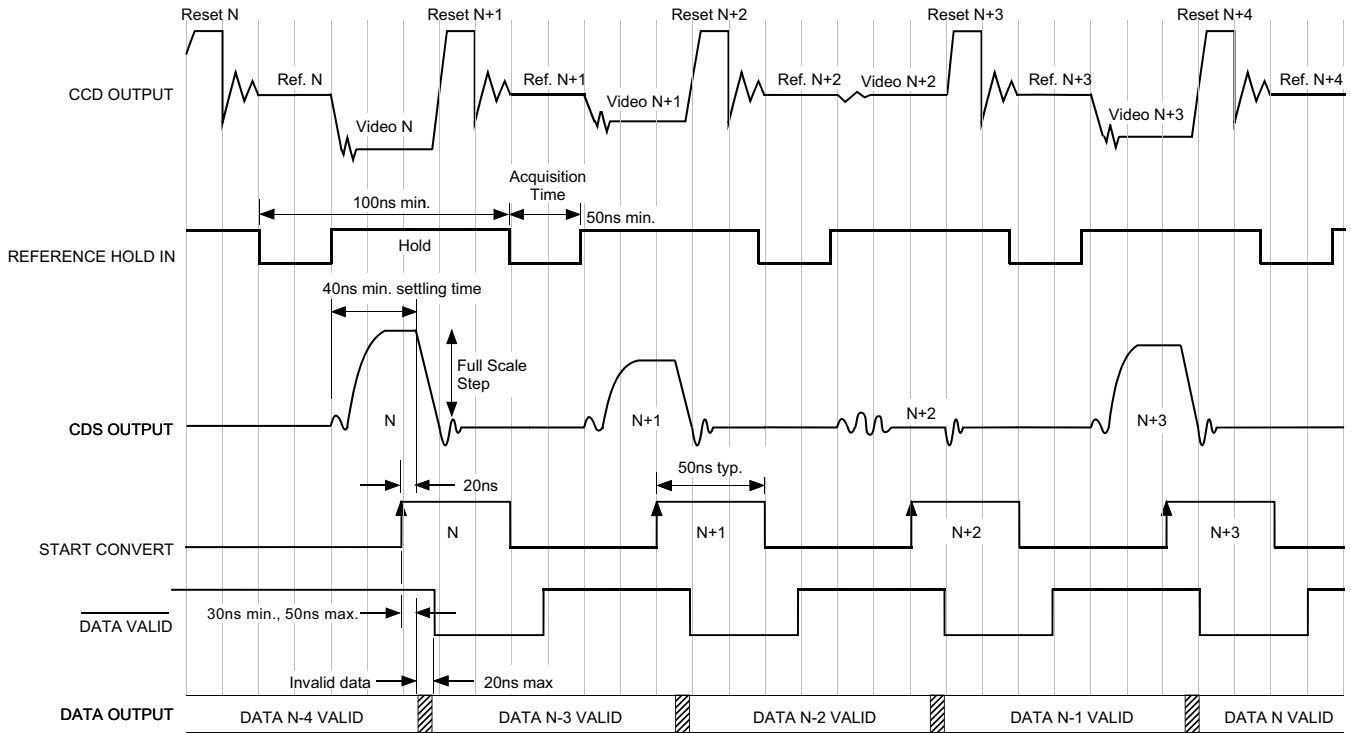 Reset N
Reset N+1
Reset N+2
Reset N+3
Reset N+4
CCD OUTPUT
Ref. N
Video N
Ref. N+1
Video N+1
Ref. N+2
Video N+2
Ref. N+3
Video N+3
Ref. N+4
100ns min.
Acquisition
Time
50ns min.
REFERENCE HOLD IN
Hold
40ns min. settling time
Full Scale
Step
CDS OUTPUT
N
N+1
N+2
N+3
20ns
50ns typ.
START CONVERT
N
N+1
N+2
N+3
DATA VALID
30ns min., 50ns max.
Invalid data
20ns max
DATA OUTPUT
DATA N-4 VALID
DATA N-3 VALID
DATA N-2 VALID
DATA N-1 VALID
DATA N VALID